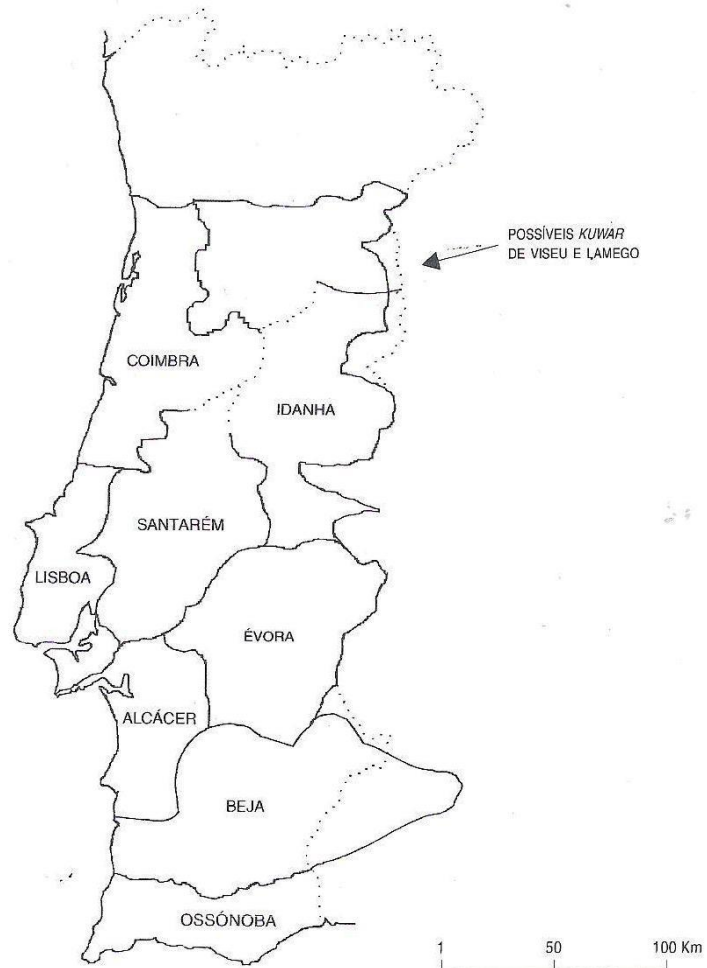 POSSÍVEIS KUWAR
DE VISEU E LAMEGO
COIMBRA
IDANHA
SANTARÉM
LISBOA
ÉVORA
ALCÁCER
BEJA
OSSÓNOBA
1 50 100 Km